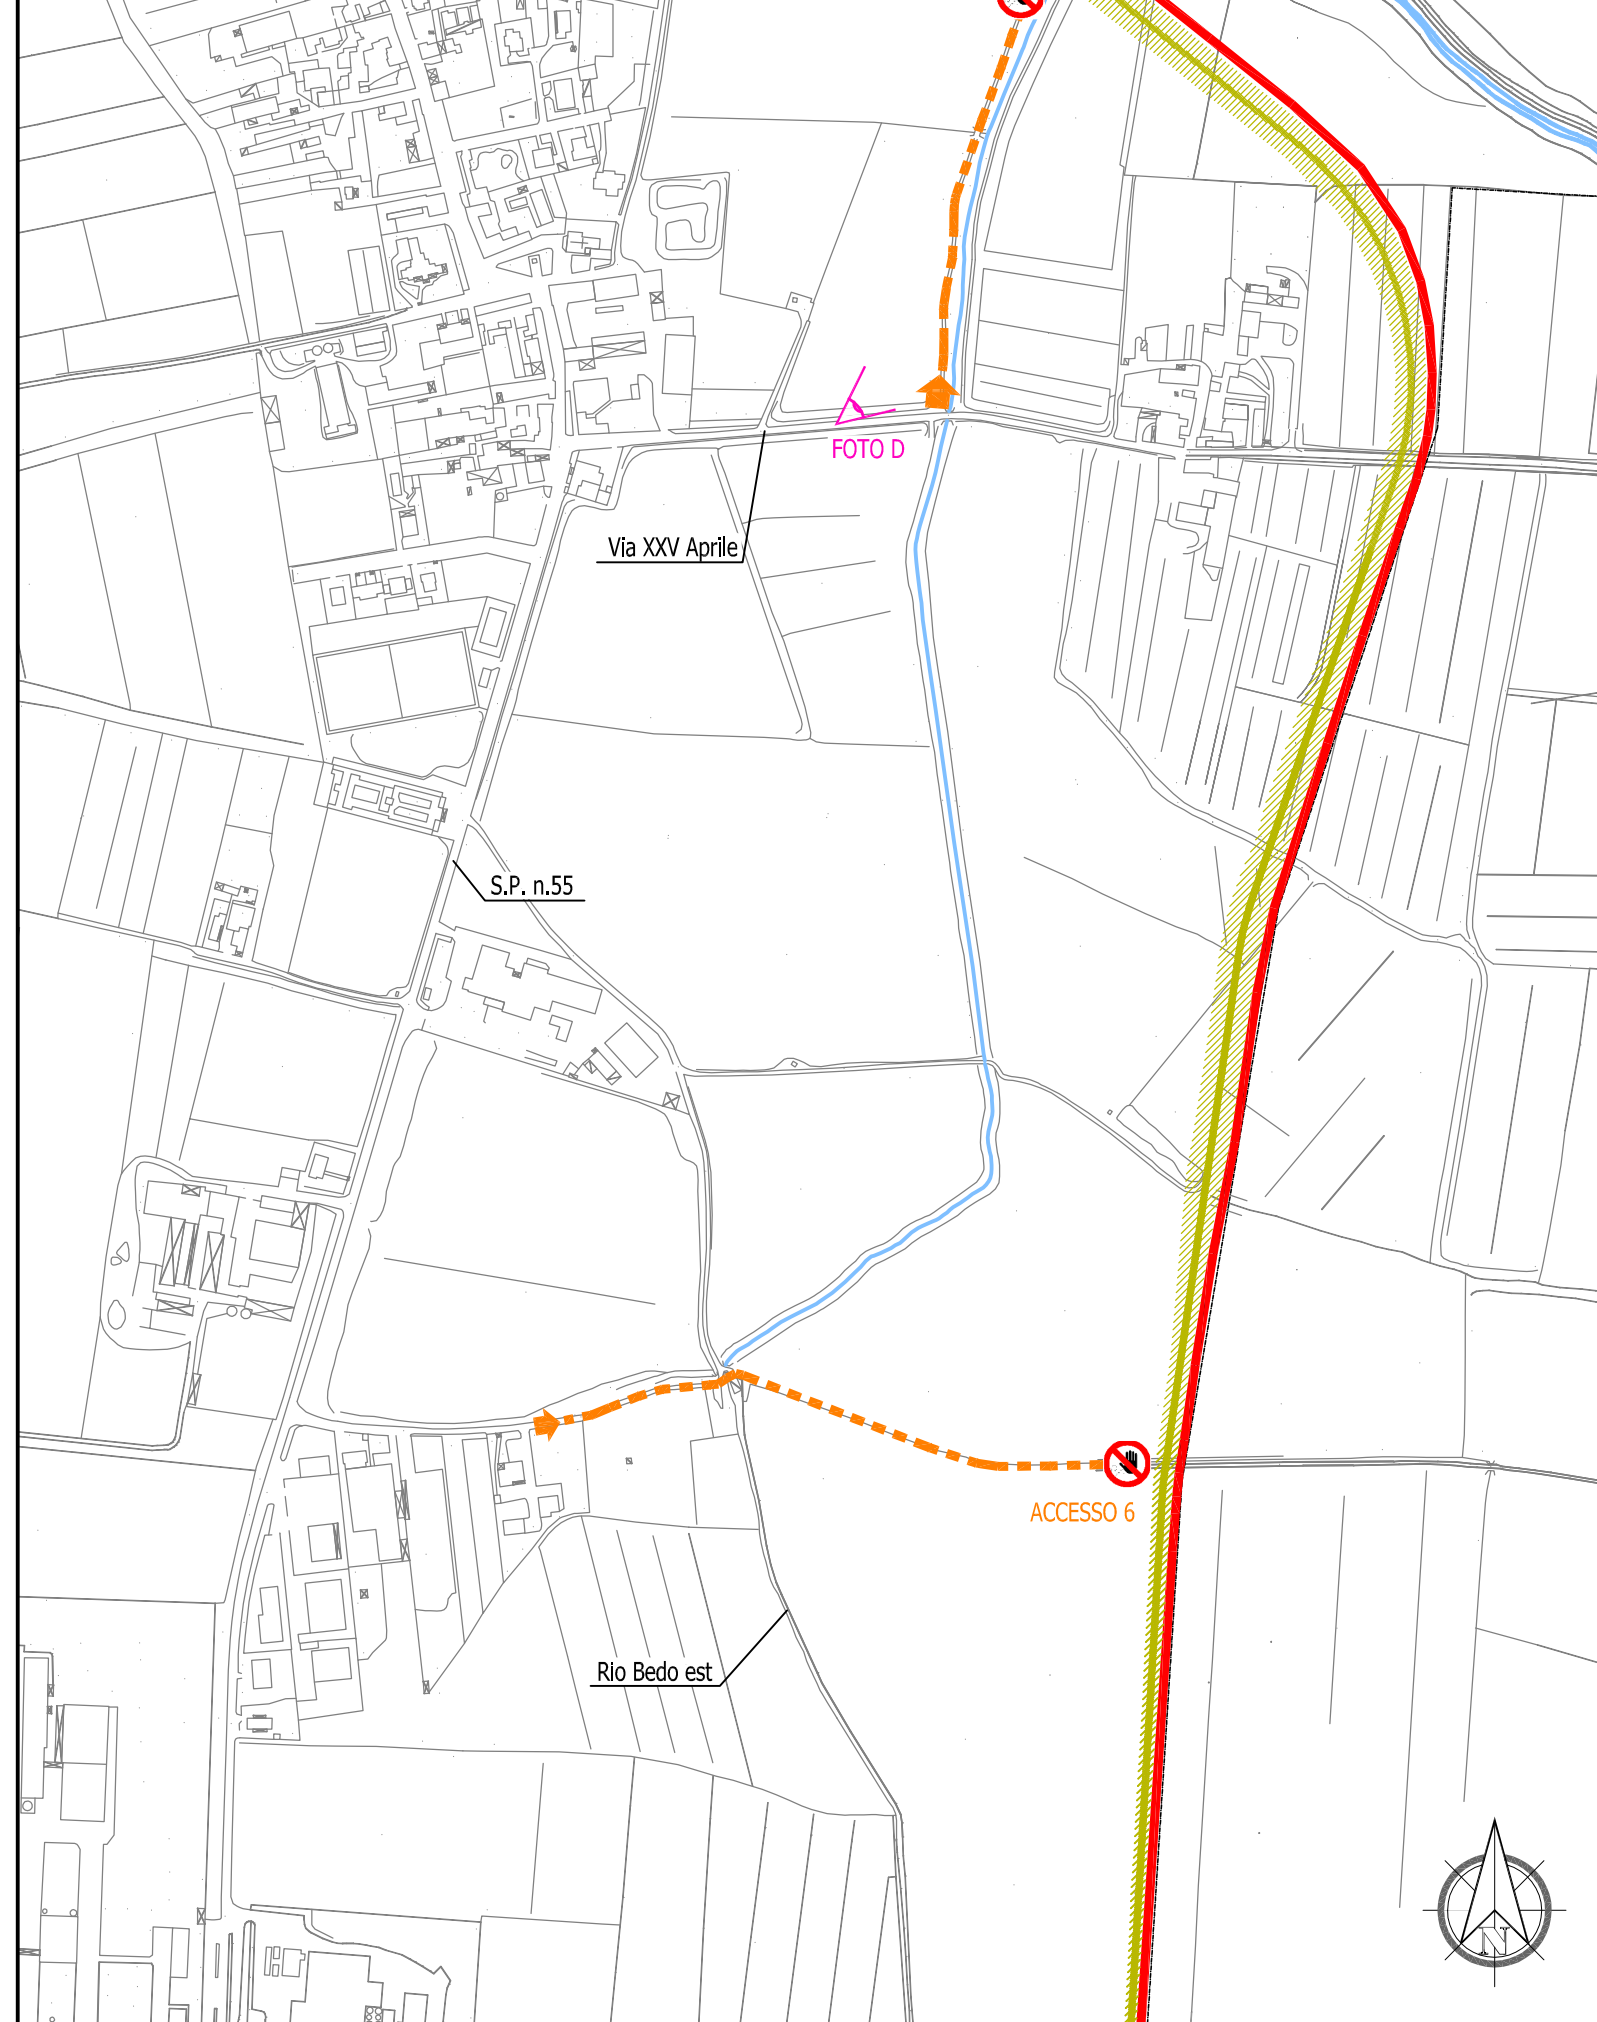 FOTO D
Via XXV Aprile
S.P. n.55
ACCESSO 6
Rio Bedo est
N